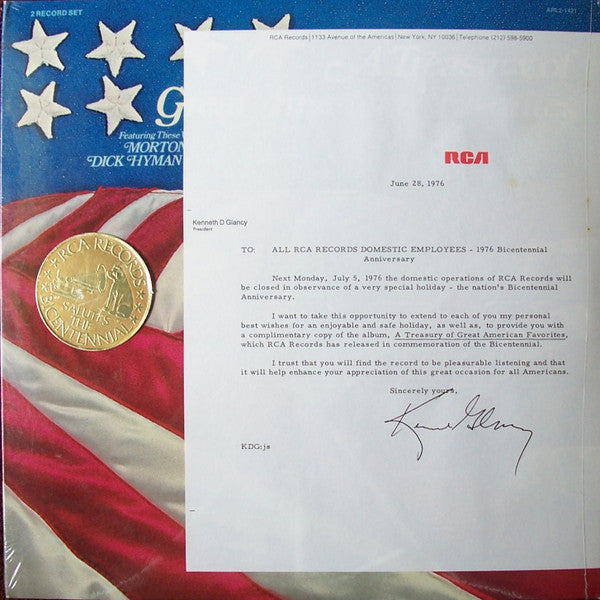 2 RECORD SET
ARL2-1421
G
Featuring These
MORTON
DICK HYMAN
RCA RECORDS
SALUTES
THE
BICENTENNIAL
RCA Records | 1133 Avenue of the Americas | New York, NY 10036 | Telephone (212) 598-5900
RCA
June 28, 1976
Kenneth D Glancy
President
TO: ALL RCA RECORDS DOMESTIC EMPLOYEES - 1976 Bicentennial
Anniversary
Next Monday, July 5, 1976 the domestic operations of RCA Records will
be closed in observance of a very special holiday - the nation's Bicentennial
Anniversary.
I want to take this opportunity to extend to each of you my personal
best wishes for an enjoyable and safe holiday, as well as, to provide you with
a complimentary copy of the album, A Treasury of Great American Favorites,
which RCA Records has released in commemoration of the Bicentennial.
I trust that you will find the record to be pleasurable listening and that
it will help enhance your appreciation of this great occasion for all Americans.
Sincerely yours,
KDG:js